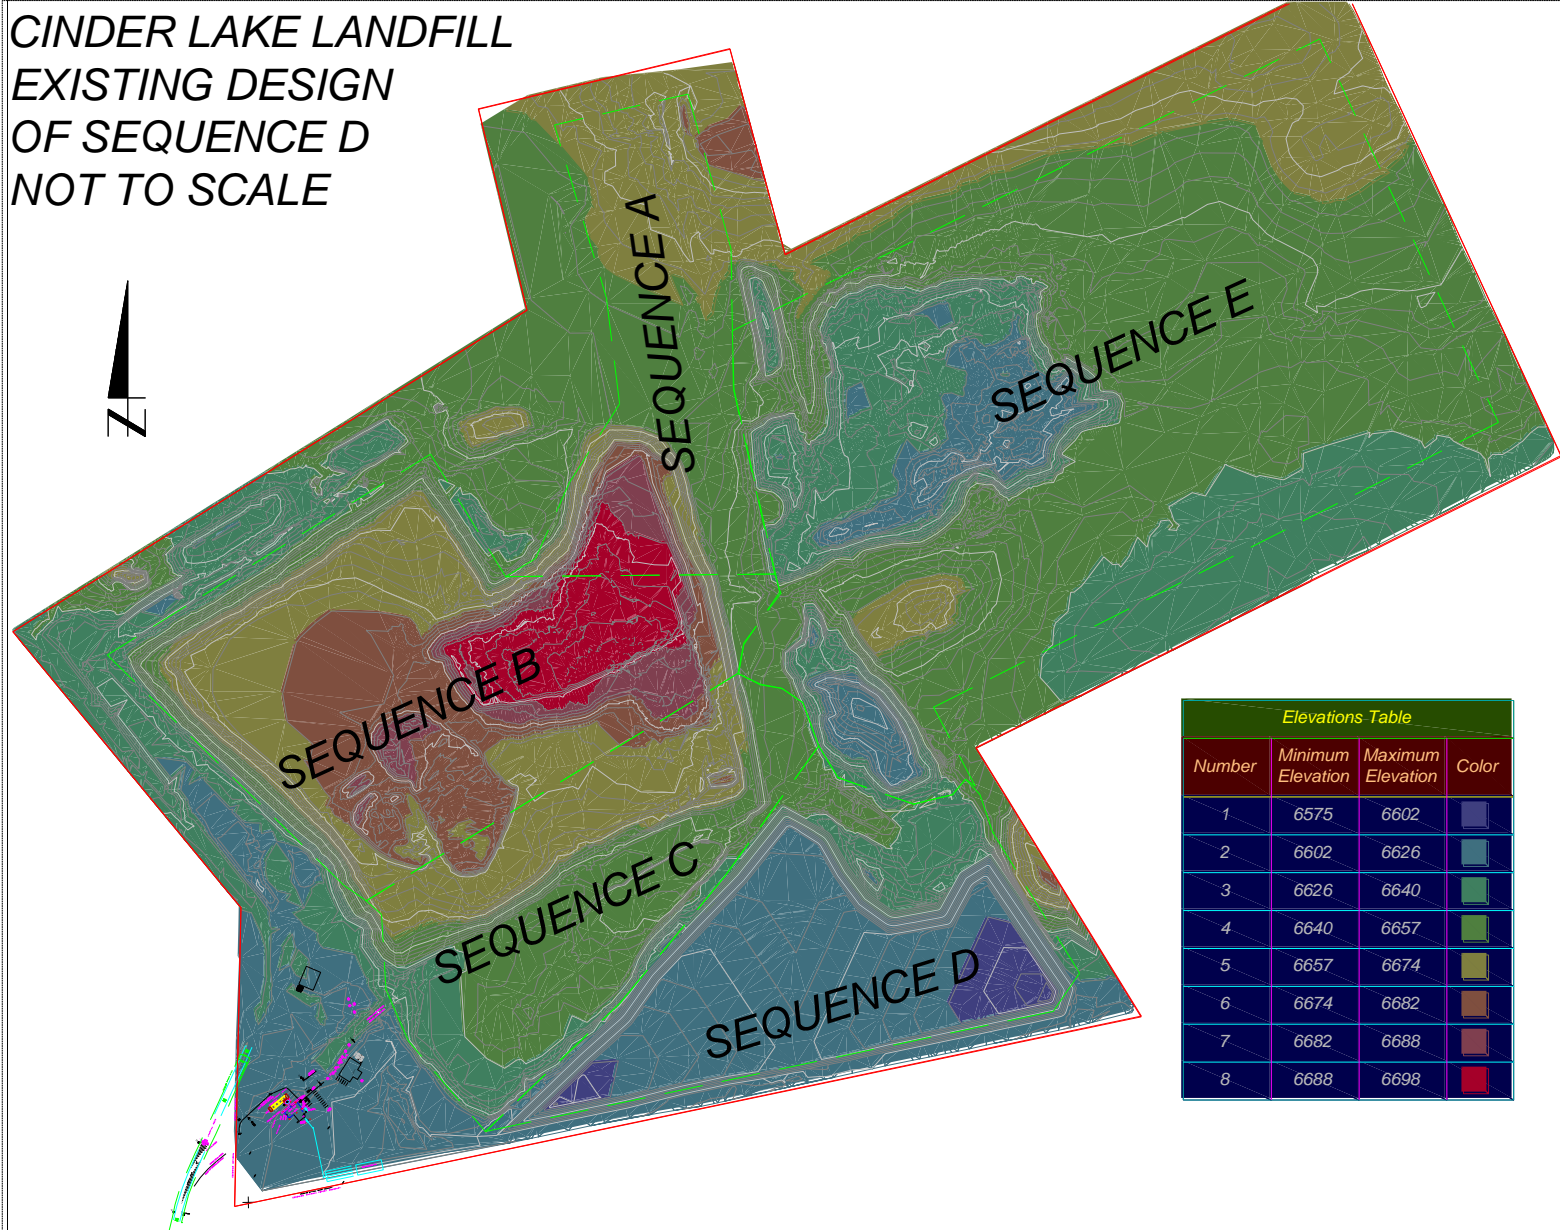 CINDER LAKE LANDFILL
EXISTING DESIGN
OF SEQUENCE D
NOT TO SCALE
N
SEQUENCE A
SEQUENCE E
SEQUENCE B
SEQUENCE C
SEQUENCE D
Elevations Table
Number Minimum Elevation Maximum Elevation Color
1 6575 6602
2 6602 6626
3 6626 6640
4 6640 6657
5 6657 6674
6 6674 6682
7 6682 6688
8 6688 6698